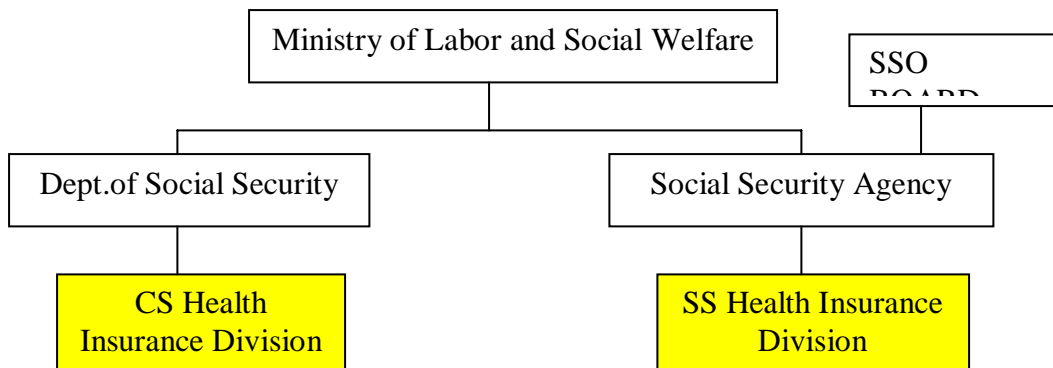 Ministry of Labor and Social Welfare
SSO
BOARD
Dept.of Social Security
Social Security Agency
CS Health
Insurance Division
SS Health Insurance
Division